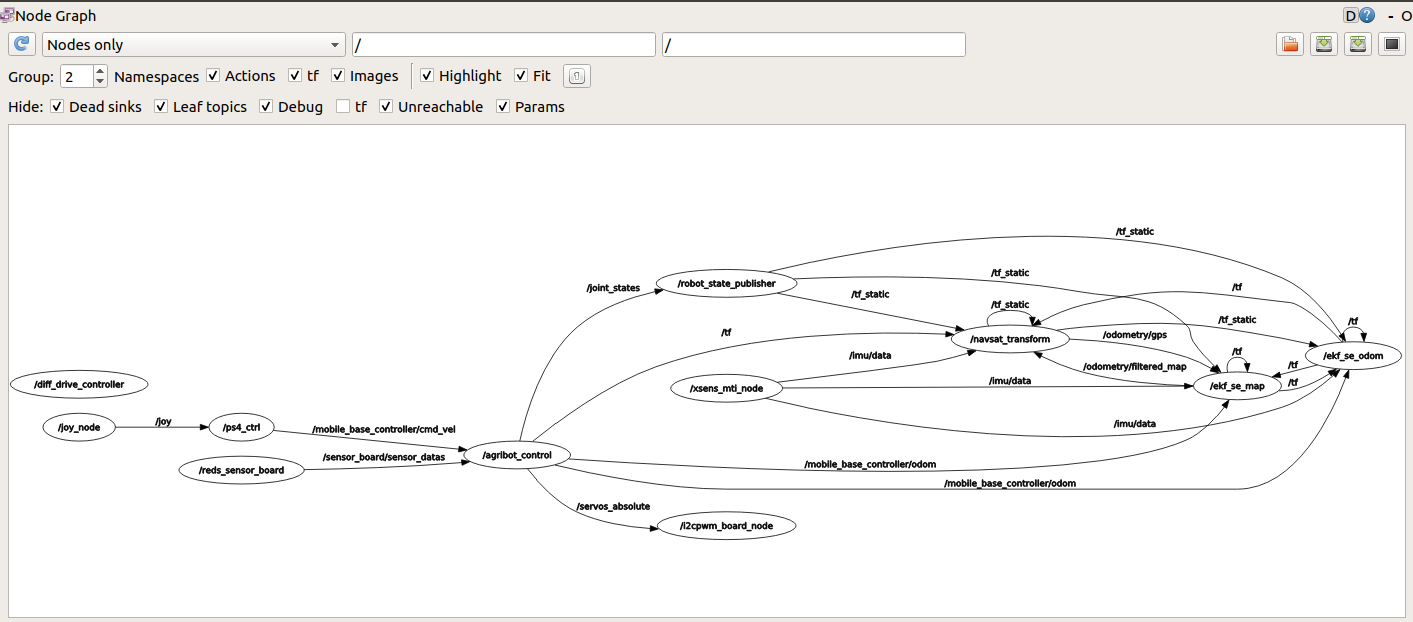 Node Graph D ? - O
Nodes only / /
Group: 2 Namespaces Actions tf Images Highlight Fit
Hide: Dead sinks Leaf topics Debug tf Unreachable Params
/tf_static
/joint_states
/robot_state_publisher
/tf_static
/tf_static
/tf
/tf_static
/tf
/navsat_transform
/tf_static
/odometry/gps
/tf
/ekf_se_odom
/imu/data
/xsens_mti_node
/imu/data
/odometry/filtered_map
/tf
/ekf_se_map
/tf
/tf
/diff_drive_controller
/joy_node
/joy
/ps4_ctrl
/mobile_base_controller/cmd_vel
/imu/data
/reds_sensor_board
/sensor_board/sensor_datas
/agribot_control
/mobile_base_controller/odom
/mobile_base_controller/odom
/servos_absolute
/i2cpwm_board_node